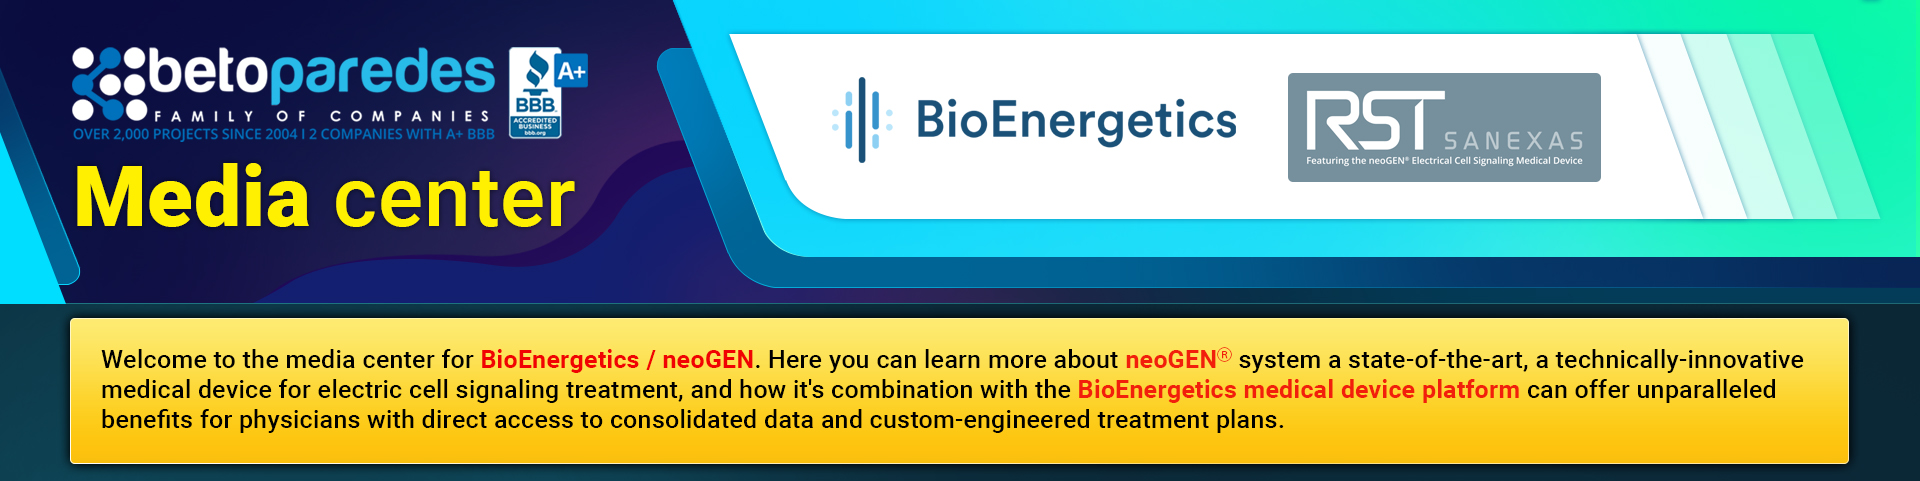 betoparedes
FAMILY OF COMPANIES
OVER 2,000 PROJECTS SINCE 2004 I 2 COMPANIES WITH A+ BBB
BBB
ACCREDITED
BUSINESS
bbb.org
A+
Media center
BioEnergetics
RST SANEXAS
Featuring the neoGEN® Electrical Cell Signaling Medical Device
Welcome to the media center for BioEnergetics / neoGEN. Here you can learn more about neoGEN® system a state-of-the-art, a technically-innovative
medical device for electric cell signaling treatment, and how it's combination with the BioEnergetics medical device platform can offer unparalleled
benefits for physicians with direct access to consolidated data and custom-engineered treatment plans.